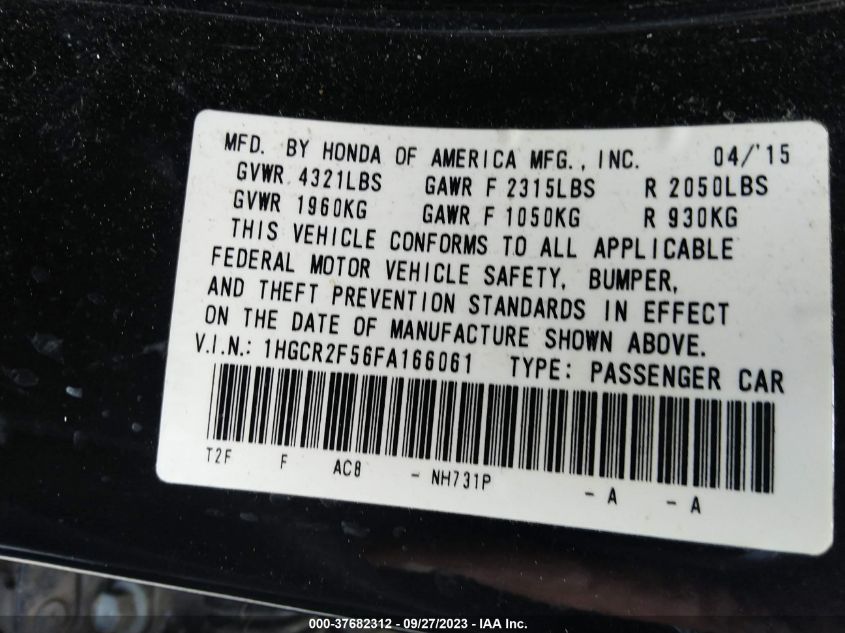 MFD. BY HONDA OF AMERICA MFG., INC. 04/'15
GVWR 4321LBS GAWR F 2315LBS R 2050LBS
GVWR 1960KG GAWR F 1050KG R 930KG
THIS VEHICLE CONFORMS TO ALL APPLICABLE
FEDERAL MOTOR VEHICLE SAFETY, BUMPER,
AND THEFT PREVENTION STANDARDS IN EFFECT
ON THE DATE OF MANUFACTURE SHOWN ABOVE.
V.I.N.: 1HGCR2F56FA166061 TYPE: PASSENGER CAR
T2F F AC8 - NH731P - A - A
000-37682312 - 09/27/2023 - IAA Inc.